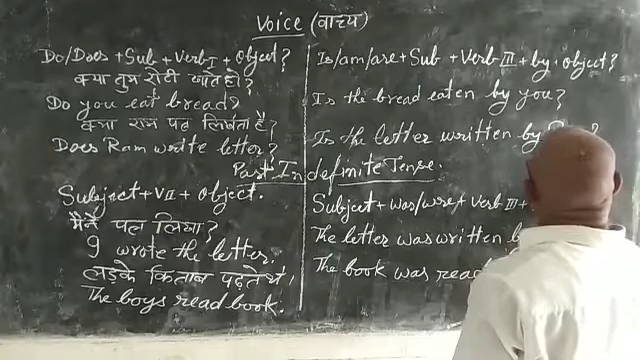 Voice (वाच्य)
Do/Does + Sub + Verb I + Object?
क्या तुम रोटी खाते हो?
Do you eat bread?
क्या राम पत्र लिखता है?
Does Ram write letter?
Is/am/are + Sub + Verb III + by + object?
Is the bread eaten by you?
Is the letter written by ?
Past Indefinite Tense.
Subject + VII + Object.
मैंने पत्र लिखा?
I wrote the letter.
लड़के किताब पढ़ते थे।
The boys read book.
Subject + was/were + Verb III +
The letter was written
The book was read